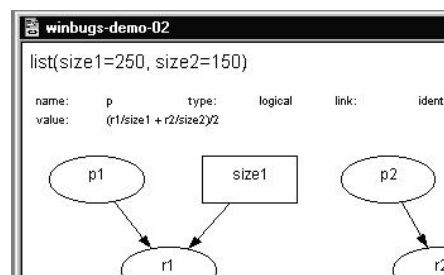 winbugs-demo-02
list(size1=250, size2=150)
name: p type: logical link: ident
value: (r1/size1 + r2/size2)/2
p1 size1 p2
r1 r2